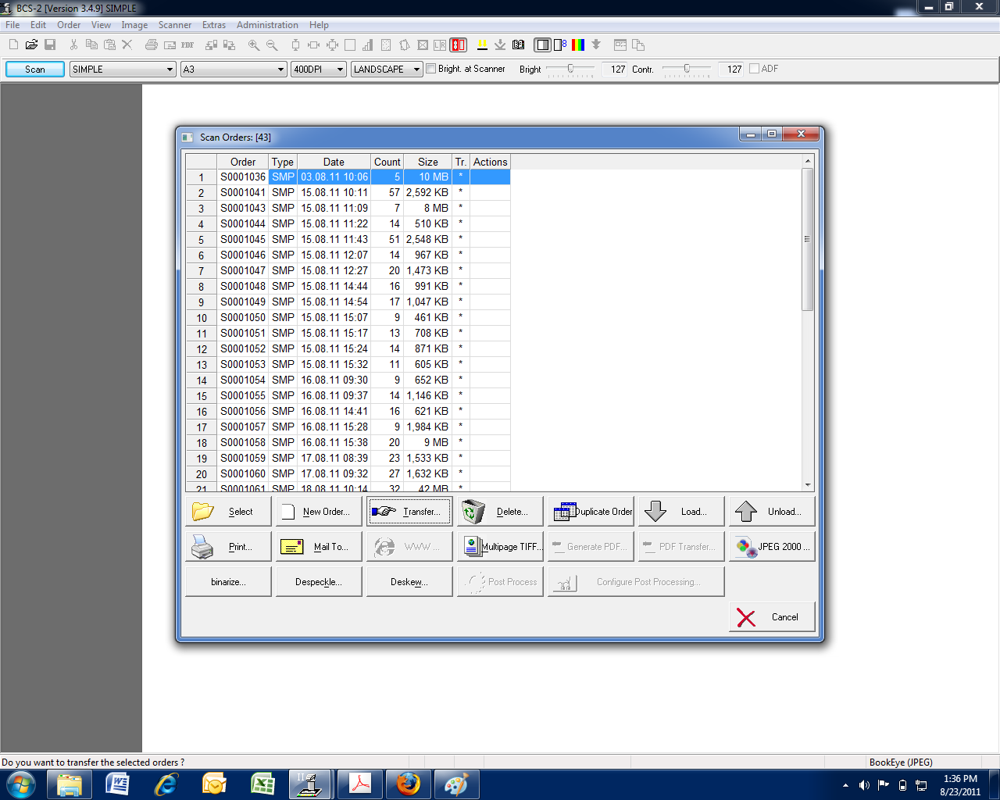 BCS-2 [Version 3.4.9] SIMPLE
File Edit Order View Image Scanner Extras Administration Help
PDF LR 8
Scan SIMPLE A3 400DPI LANDSCAPE Bright. at Scanner Bright 127 Contr. 127 ADF
Scan Orders: [43]
Order Type Date Count Size Tr. Actions
1 S0001036 SMP 03.08.11 10:06 5 10 MB *
2 S0001041 SMP 15.08.11 10:11 57 2,592 KB *
3 S0001043 SMP 15.08.11 11:09 7 8 MB *
4 S0001044 SMP 15.08.11 11:22 14 510 KB *
5 S0001045 SMP 15.08.11 11:43 51 2,548 KB *
6 S0001046 SMP 15.08.11 12:07 14 967 KB *
7 S0001047 SMP 15.08.11 12:27 20 1,473 KB *
8 S0001048 SMP 15.08.11 14:44 16 991 KB *
9 S0001049 SMP 15.08.11 14:54 17 1,047 KB *
10 S0001050 SMP 15.08.11 15:07 9 461 KB *
11 S0001051 SMP 15.08.11 15:17 13 708 KB *
12 S0001052 SMP 15.08.11 15:24 14 871 KB *
13 S0001053 SMP 15.08.11 15:32 11 605 KB *
14 S0001054 SMP 16.08.11 09:30 9 652 KB *
15 S0001055 SMP 16.08.11 09:37 14 1,146 KB *
16 S0001056 SMP 16.08.11 14:41 16 621 KB *
17 S0001057 SMP 16.08.11 15:28 9 1,984 KB *
18 S0001058 SMP 16.08.11 15:38 20 9 MB *
19 S0001059 SMP 17.08.11 08:39 23 1,533 KB *
20 S0001060 SMP 17.08.11 09:32 27 1,632 KB *
21 S0001061 SMP 18.08.11 10:14 32 42 MB *
Select New Order... Transfer... Delete... Duplicate Order Load... Unload...
Print... Mail To... WWW ... Multipage TIFF... Generate PDF... PDF Transfer... JPEG 2000 ...
binarize... Despeckle... Deskew... Post Process Configure Post Processing...
Cancel
Do you want to transfer the selected orders ? BookEye (JPEG)
1:36 PM
8/23/2011